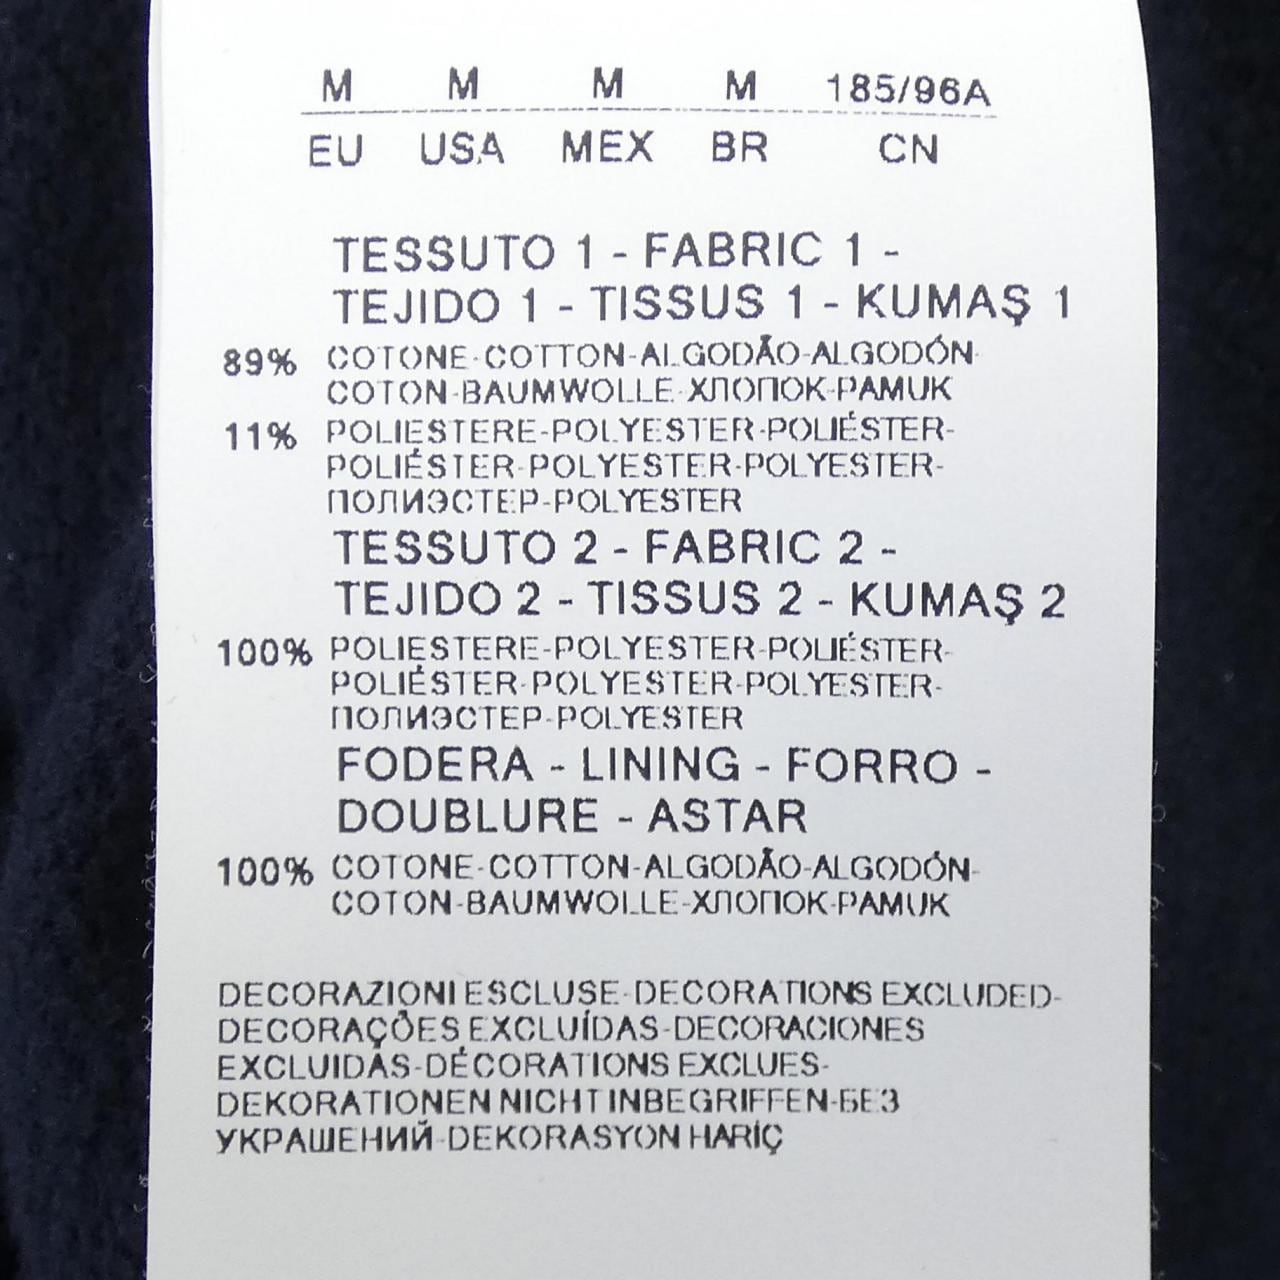 M M M M 185/96A
EU USA MEX BR CN
TESSUTO 1 - FABRIC 1 -
TEJIDO 1 - TISSUS 1 - KUMAŞ 1
89% COTONE-COTTON-ALGODÃO-ALGODÓN-
COTON-BAUMWOLLE-ХЛОПОК-PAMUK
11% POLIESTERE-POLYESTER-POLIÉSTER-
POLIÉSTER-POLYESTER-POLYESTER-
ПОЛИЭСТЕР-POLYESTER
TESSUTO 2 - FABRIC 2 -
TEJIDO 2 - TISSUS 2 - KUMAŞ 2
100% POLIESTERE-POLYESTER-POLIÉSTER-
POLIÉSTER-POLYESTER-POLYESTER-
ПОЛИЭСТЕР-POLYESTER
FODERA - LINING - FORRO -
DOUBLURE - ASTAR
100% COTONE-COTTON-ALGODÃO-ALGODÓN-
COTON-BAUMWOLLE-ХЛОПОК-PAMUK
DECORAZIONI ESCLUSE-DECORATIONS EXCLUDED-
DECORAÇÕES EXCLUÍDAS-DECORACIONES
EXCLUIDAS-DÉCORATIONS EXCLUES-
DEKORATIONEN NICHT INBEGRIFFEN-БЕЗ
УКРАШЕНИЙ-DEKORASYON HARİÇ